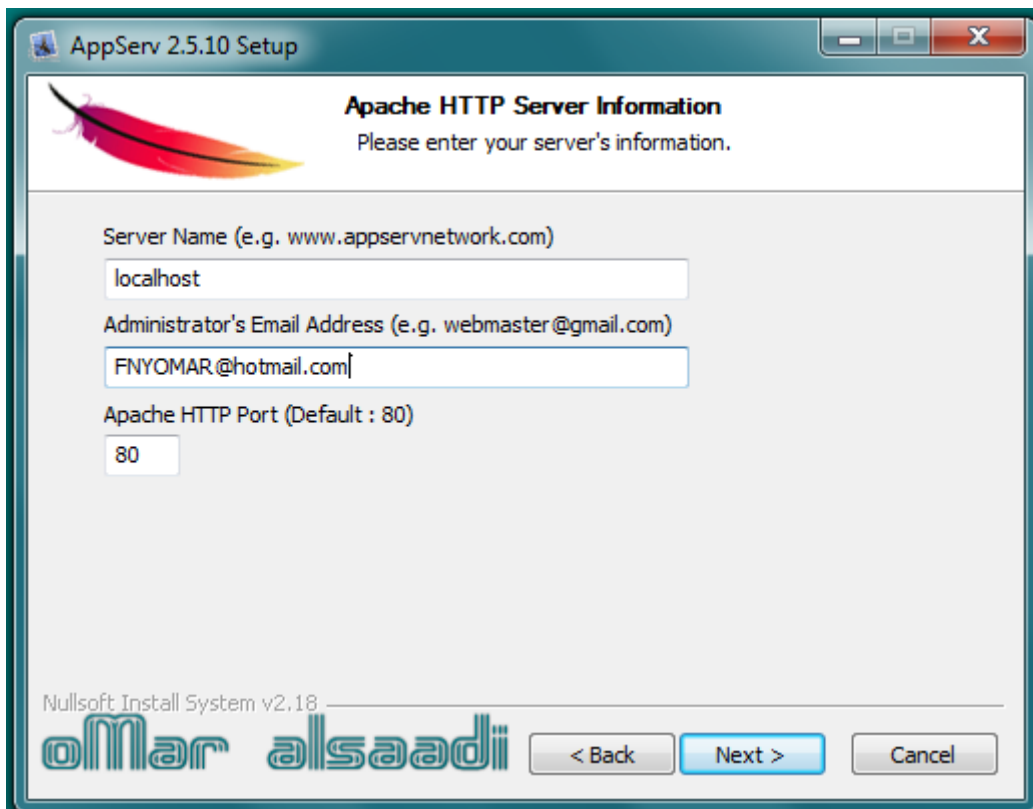 AppServ 2.5.10 Setup
Apache HTTP Server Information
Please enter your server's information.
Server Name (e.g. www.appservnetwork.com)
localhost
Administrator's Email Address (e.g. webmaster@gmail.com)
FNYOMAR@hotmail.com
Apache HTTP Port (Default : 80)
80
Nullsoft Install System v2.18
oMar alsaadi
< Back Next > Cancel